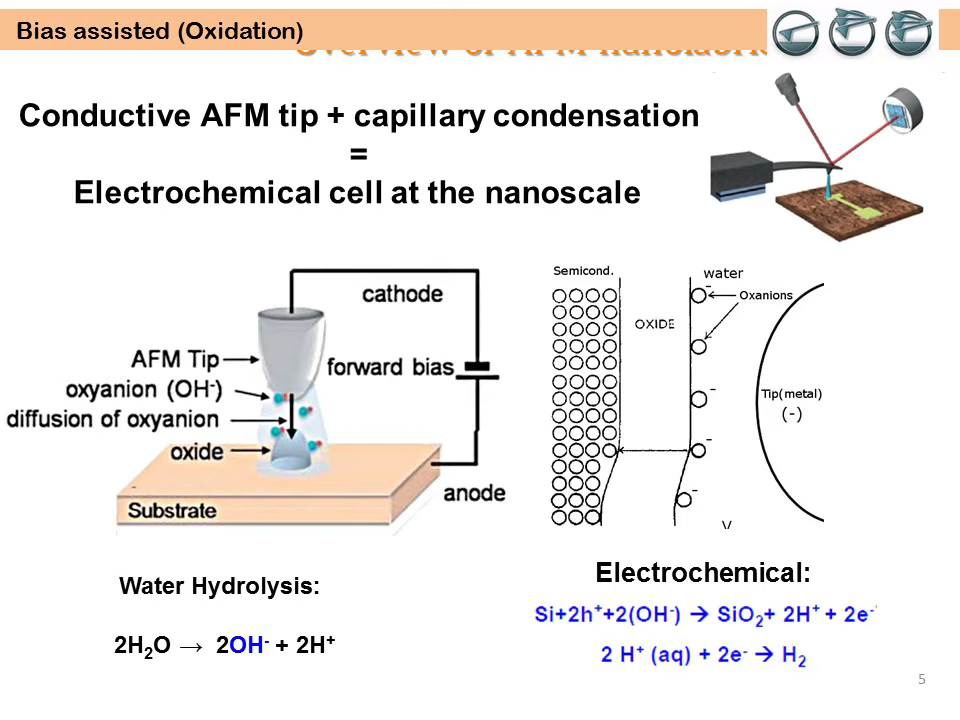 Bias assisted (Oxidation)
Conductive AFM tip + capillary condensation
=
Electrochemical cell at the nanoscale
cathode
AFM Tip
forward bias
oxyanion (OH-)
diffusion of oxyanion
oxide
anode
Substrate
Semicond.
water
Oxanions
OXIDE
Tip(metal)
(-)
V
Water Hydrolysis:
2H₂O → 2OH⁻ + 2H⁺
Electrochemical:
Si+2h⁺+2(OH⁻) → SiO₂+ 2H⁺ + 2e⁻
2 H⁺ (aq) + 2e⁻ → H₂
5